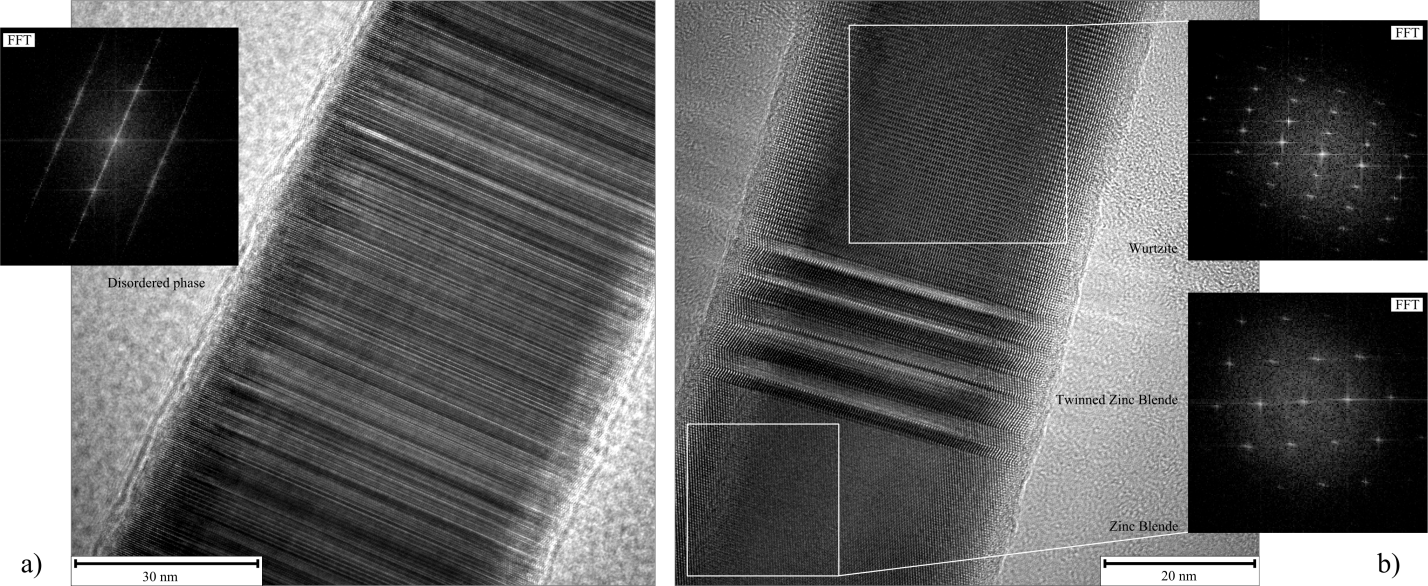 FFT
Disordered phase
a)
30 nm
FFT
Wurtzite
FFT
Twinned Zinc Blende
Zinc Blende
20 nm
b)